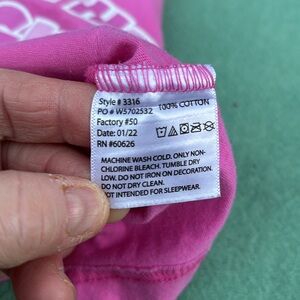 Style # 3316
PO # W5702532 100% COTTON
Factory #50
Date: 01/22
RN #60626
MACHINE WASH COLD. ONLY NON-
CHLORINE BLEACH. TUMBLE DRY
LOW. DO NOT IRON ON DECORATION.
DO NOT DRY CLEAN.
NOT INTENDED FOR SLEEPWEAR.